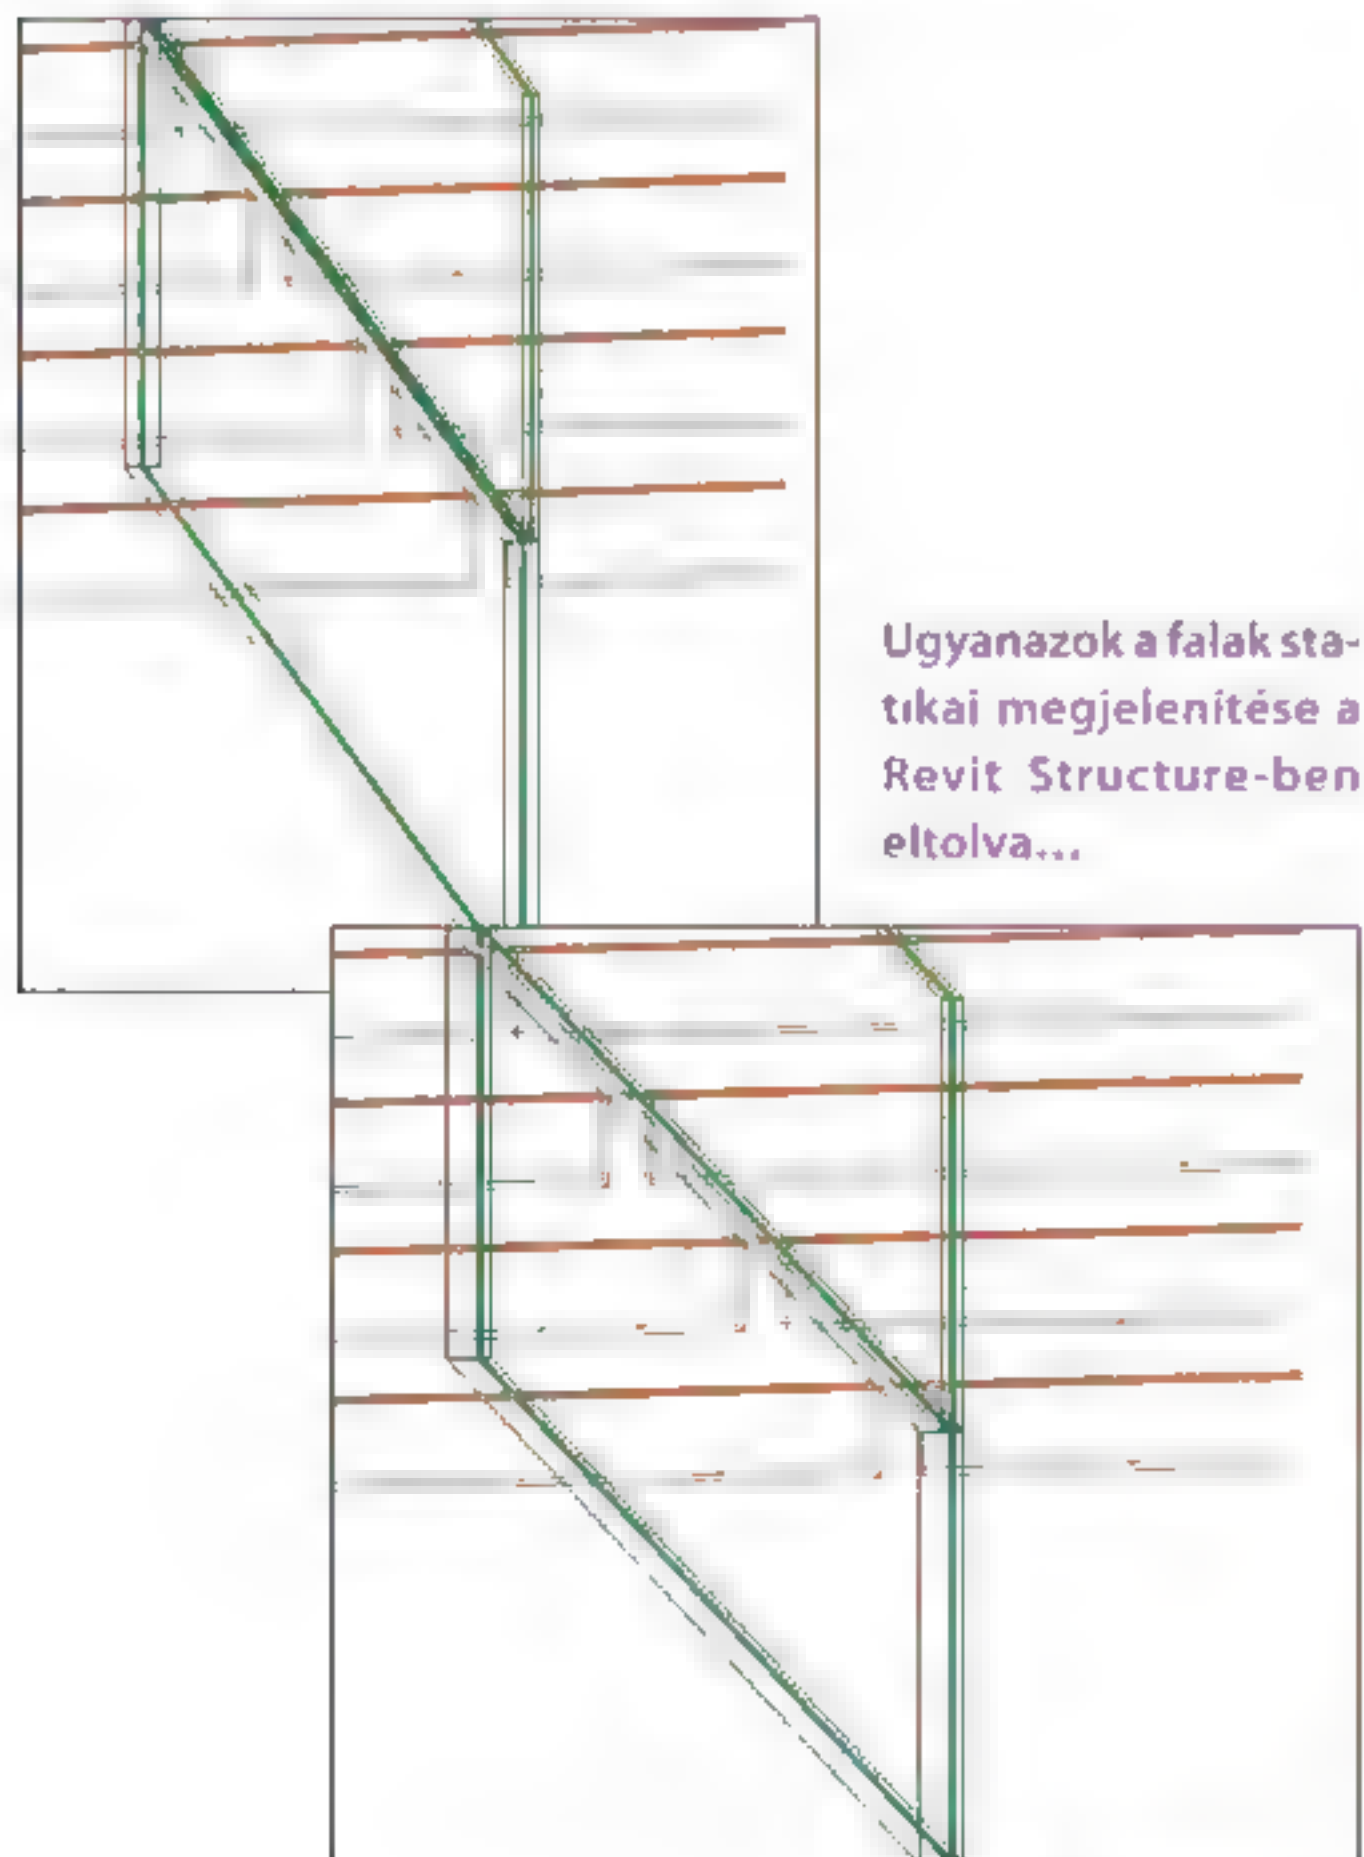 Ugyanazok a falak sta-
tikai megjelenítése a
Revit Structure-ben
eltolva...